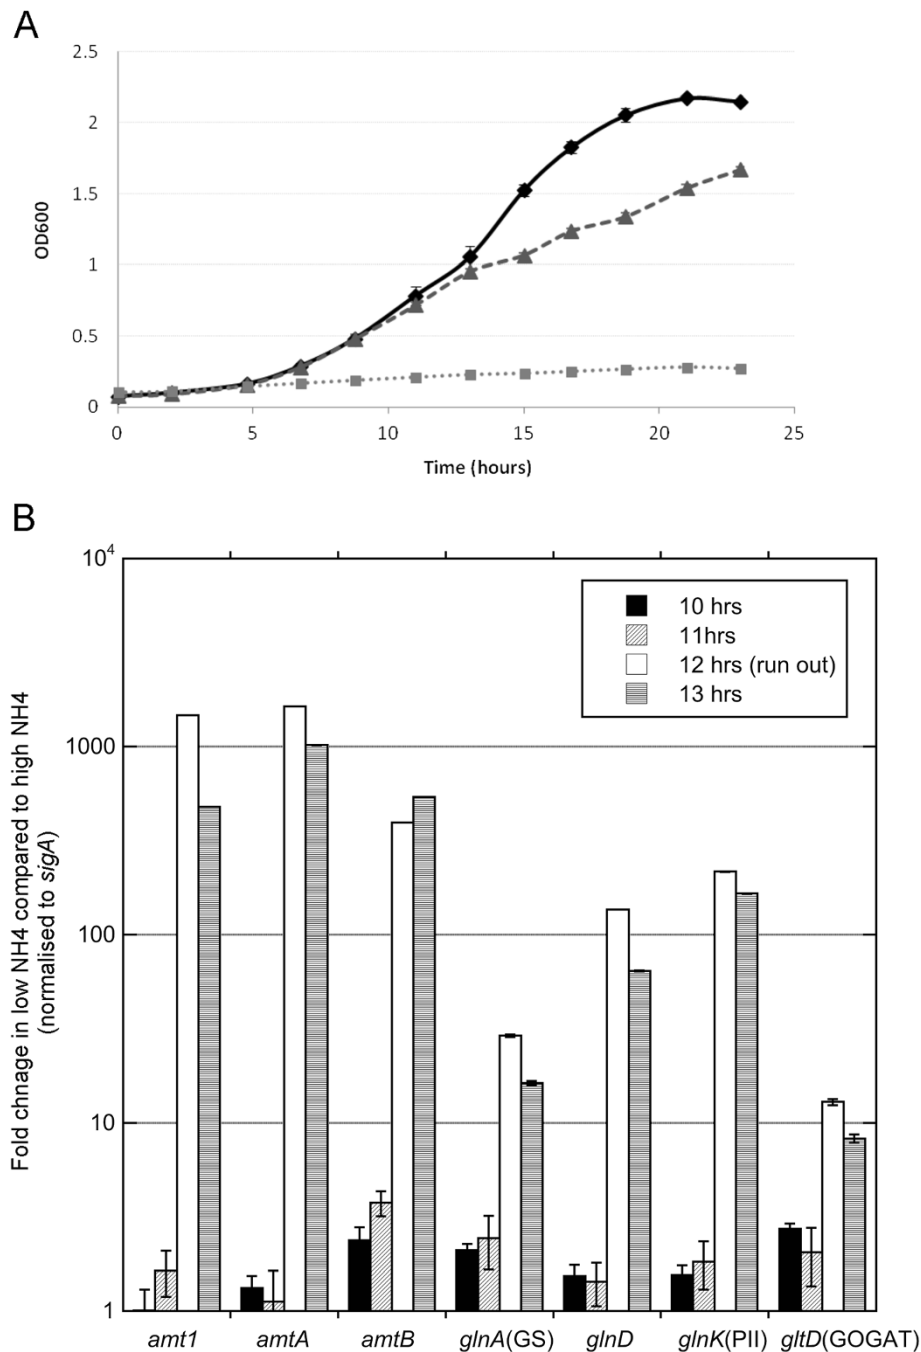 A
2.5
2
1.5
1
0.5
0
OD600
0 5 10 15 20 25
Time (hours)
B
10^4
1000
100
10
1
Fold chnage in low NH4 compared to high NH4
(normalised to sigA)
10 hrs
11hrs
12 hrs (run out)
13 hrs
amt1 amtA amtB glnA(GS) glnD glnK(PII) gltD(GOGAT)